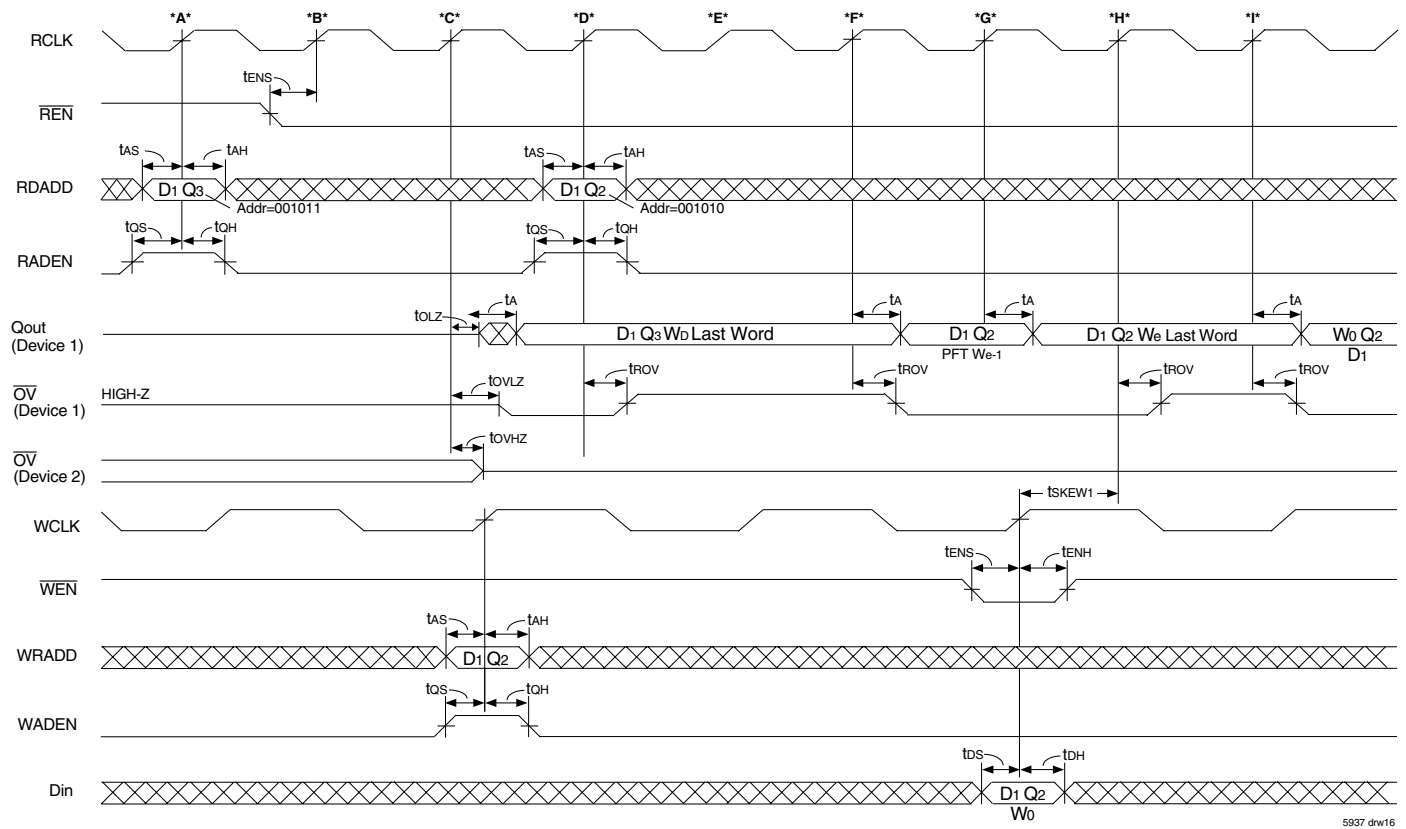 *A* *B* *C* *D* *E* *F* *G* *H* *I*
RCLK
tENS
REN
tAS tAH tAS tAH
RDADD D1 Q3 D1 Q2
Addr=001011 Addr=001010
tQS tQH tQS tQH
RADEN
tOLZ tA tA tA tA
Qout
(Device 1)
D1 Q3 WD Last Word D1 Q2 D1 Q2 We Last Word W0 Q2
PFT We-1 D1
tOVLZ tROV tROV tROV tROV
OV
(Device 1)
HIGH-Z
tOVHZ
OV
(Device 2)
tSKEW1
WCLK
tENS tENH
WEN
tAS tAH
WRADD D1 Q2
tQS tQH
WADEN
tDS tDH
Din D1 Q2
W0
5937 drw16